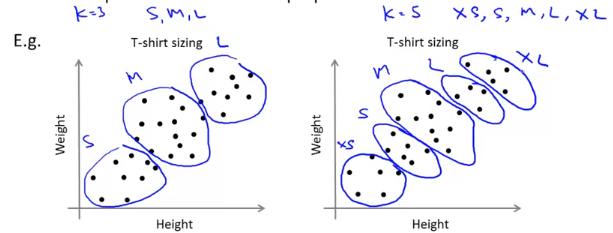 K=3 S, M, L
K=5 XS, S, M, L, XL
E.g.
T-shirt sizing
L
M
S
Weight
Height
T-shirt sizing
XL
L
M
S
XS
Weight
Height